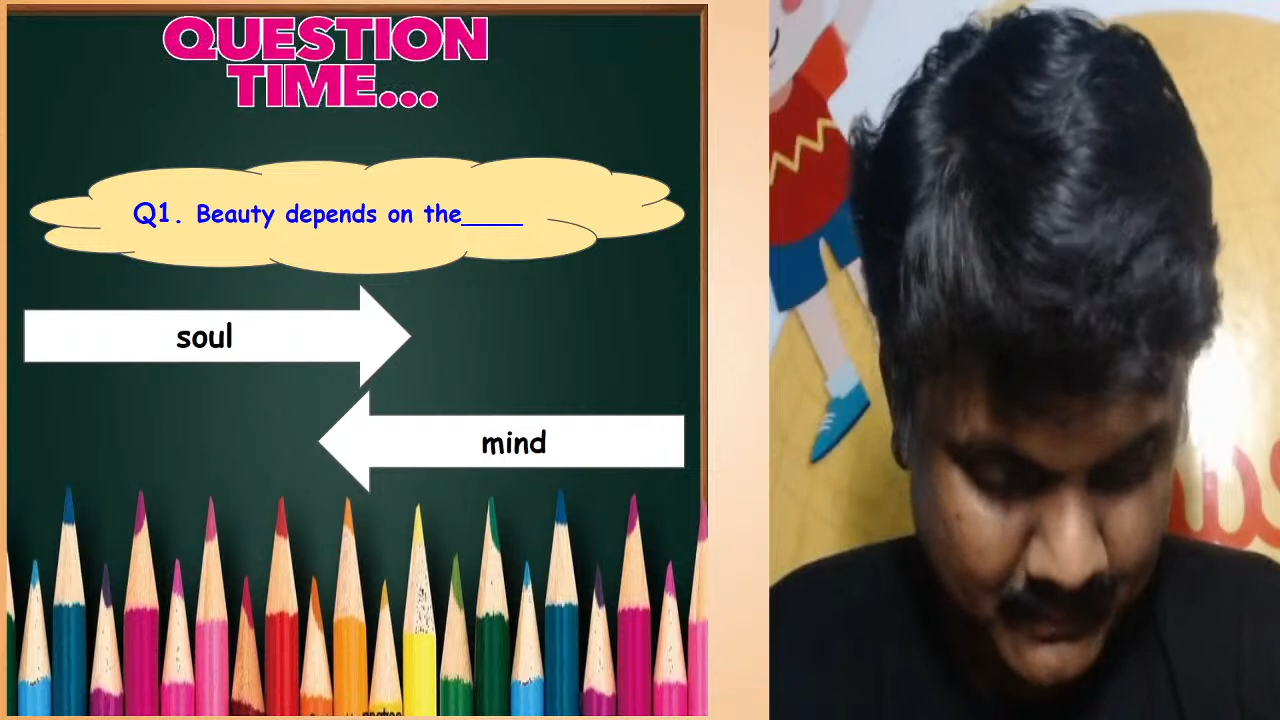 QUESTION
TIME...
Q1. Beauty depends on the____
soul
mind